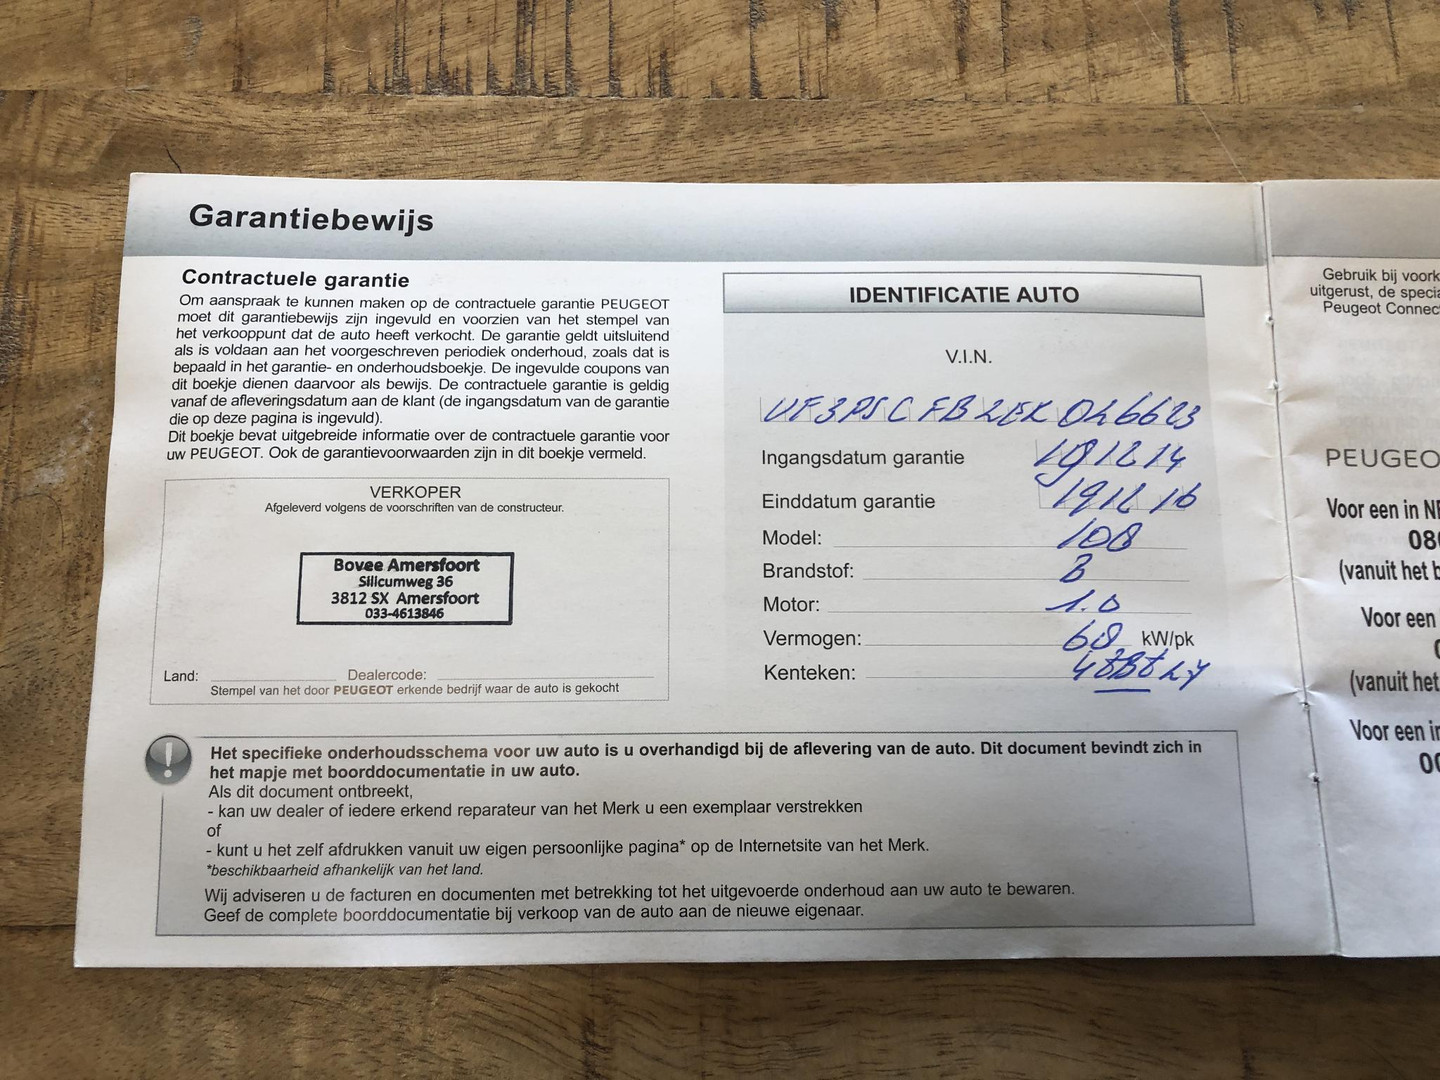 Garantiebewijs
Contractuele garantie
Om aanspraak te kunnen maken op de contractuele garantie PEUGEOT
moet dit garantiebewijs zijn ingevuld en voorzien van het stempel van
het verkooppunt dat de auto heeft verkocht. De garantie geldt uitsluitend
als is voldaan aan het voorgeschreven periodiek onderhoud, zoals dat is
bepaald in het garantie- en onderhoudsboekje. De ingevulde coupons van
dit boekje dienen daarvoor als bewijs. De contractuele garantie is geldig
vanaf de afleveringsdatum aan de klant (de ingangsdatum van de garantie
die op deze pagina is ingevuld).
Dit boekje bevat uitgebreide informatie over de contractuele garantie voor
uw PEUGEOT. Ook de garantievoorwaarden zijn in dit boekje vermeld.
VERKOPER
Afgeleverd volgens de voorschriften van de constructeur.
Bovee Amersfoort
Silicumweg 36
3812 SX Amersfoort
033-4613846
Land: Dealercode:
Stempel van het door PEUGEOT erkende bedrijf waar de auto is gekocht
IDENTIFICATIE AUTO
V.I.N.
Ingangsdatum garantie 191214
Einddatum garantie 191216
Model: 108
Brandstof: B
Motor: 1.0
Vermogen: 68 kW/pk
Kenteken:
Het specifieke onderhoudsschema voor uw auto is u overhandigd bij de aflevering van de auto. Dit document bevindt zich in
het mapje met boorddocumentatie in uw auto.
Als dit document ontbreekt,
- kan uw dealer of iedere erkend reparateur van het Merk u een exemplaar verstrekken
of
- kunt u het zelf afdrukken vanuit uw eigen persoonlijke pagina* op de Internetsite van het Merk.
*beschikbaarheid afhankelijk van het land.
Wij adviseren u de facturen en documenten met betrekking tot het uitgevoerde onderhoud aan uw auto te bewaren.
Geef de complete boorddocumentatie bij verkoop van de auto aan de nieuwe eigenaar.
Gebruik bij voork
uitgerust, de specia
Peugeot Connect
PEUGEO
Voor een in
08
(vanuit het b
Voor een
(vanuit het
Voor een in
00